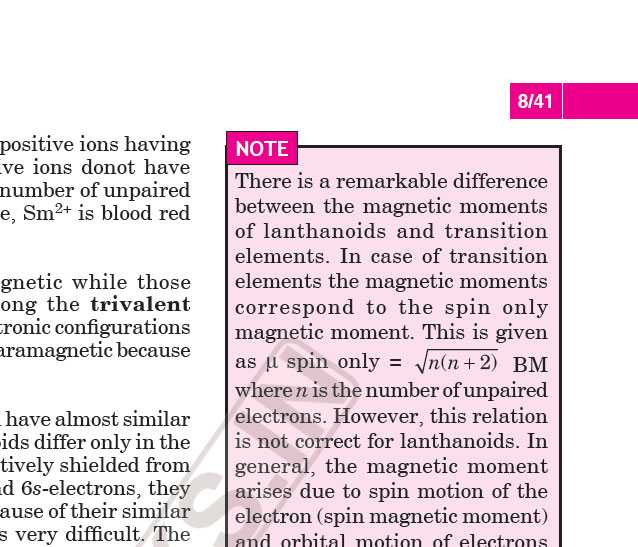 8/41
positive ions having
ive ions donot have
number of unpaired
e, Sm²⁺ is blood red
gnetic while those
ong the trivalent
tronic configurations
aramagnetic because
have almost similar
ids differ only in the
tively shielded from
nd 6s-electrons, they
ause of their similar
s very difficult. The
NOTE
There is a remarkable difference
between the magnetic moments
of lanthanoids and transition
elements. In case of transition
elements the magnetic moments
correspond to the spin only
magnetic moment. This is given
as μ spin only = √n(n + 2) BM
where n is the number of unpaired
electrons. However, this relation
is not correct for lanthanoids. In
general, the magnetic moment
arises due to spin motion of the
electron (spin magnetic moment)
and orbital motion of electrons
S.IN